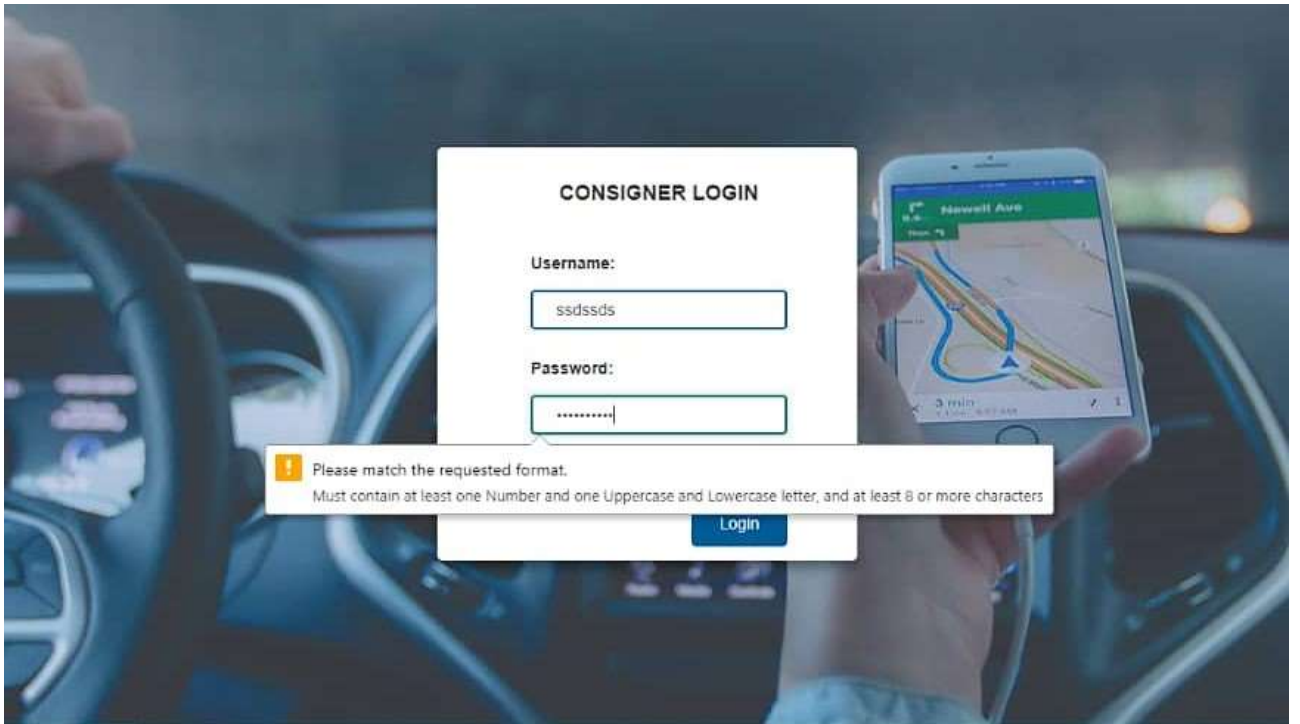 CONSIGNER LOGIN
Newell Ave
Then
Username:
ssdssds
Password:
••••••••••
3 min
Please match the requested format.
Must contain at least one Number and one Uppercase and Lowercase letter, and at least 8 or more characters
Login